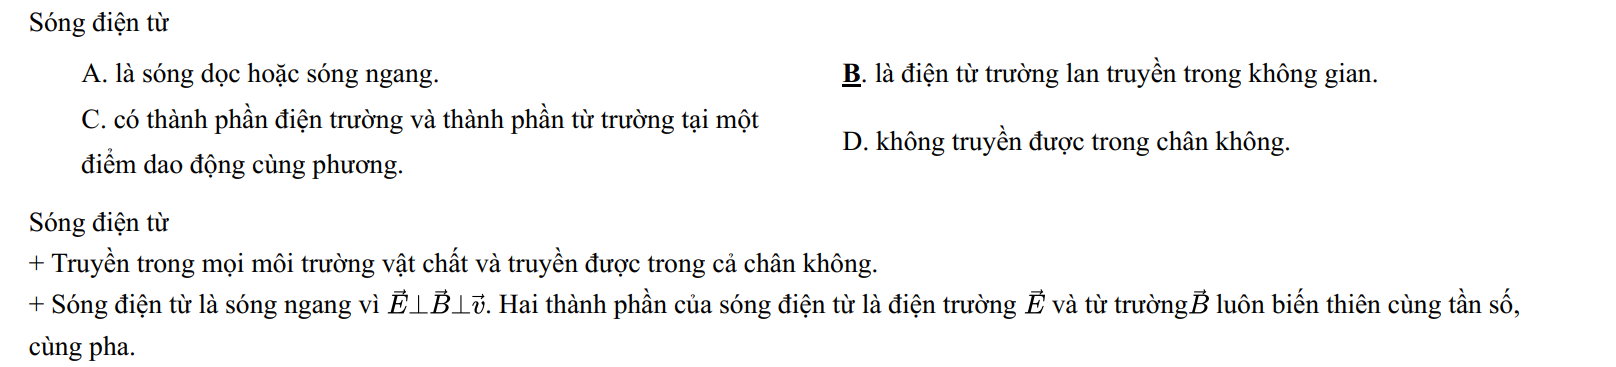 Sóng điện từ
A. là sóng dọc hoặc sóng ngang.
B. là điện từ trường lan truyền trong không gian.
C. có thành phần điện trường và thành phần từ trường tại một
điểm dao động cùng phương.
D. không truyền được trong chân không.
Sóng điện từ
+ Truyền trong mọi môi trường vật chất và truyền được trong cả chân không.
+ Sóng điện từ là sóng ngang vì $\vec{E} \perp \vec{B} \perp \vec{v}$. Hai thành phần của sóng điện từ là điện trường $\vec{E}$ và từ trường$\vec{B}$ luôn biến thiên cùng tần số,
cùng pha.